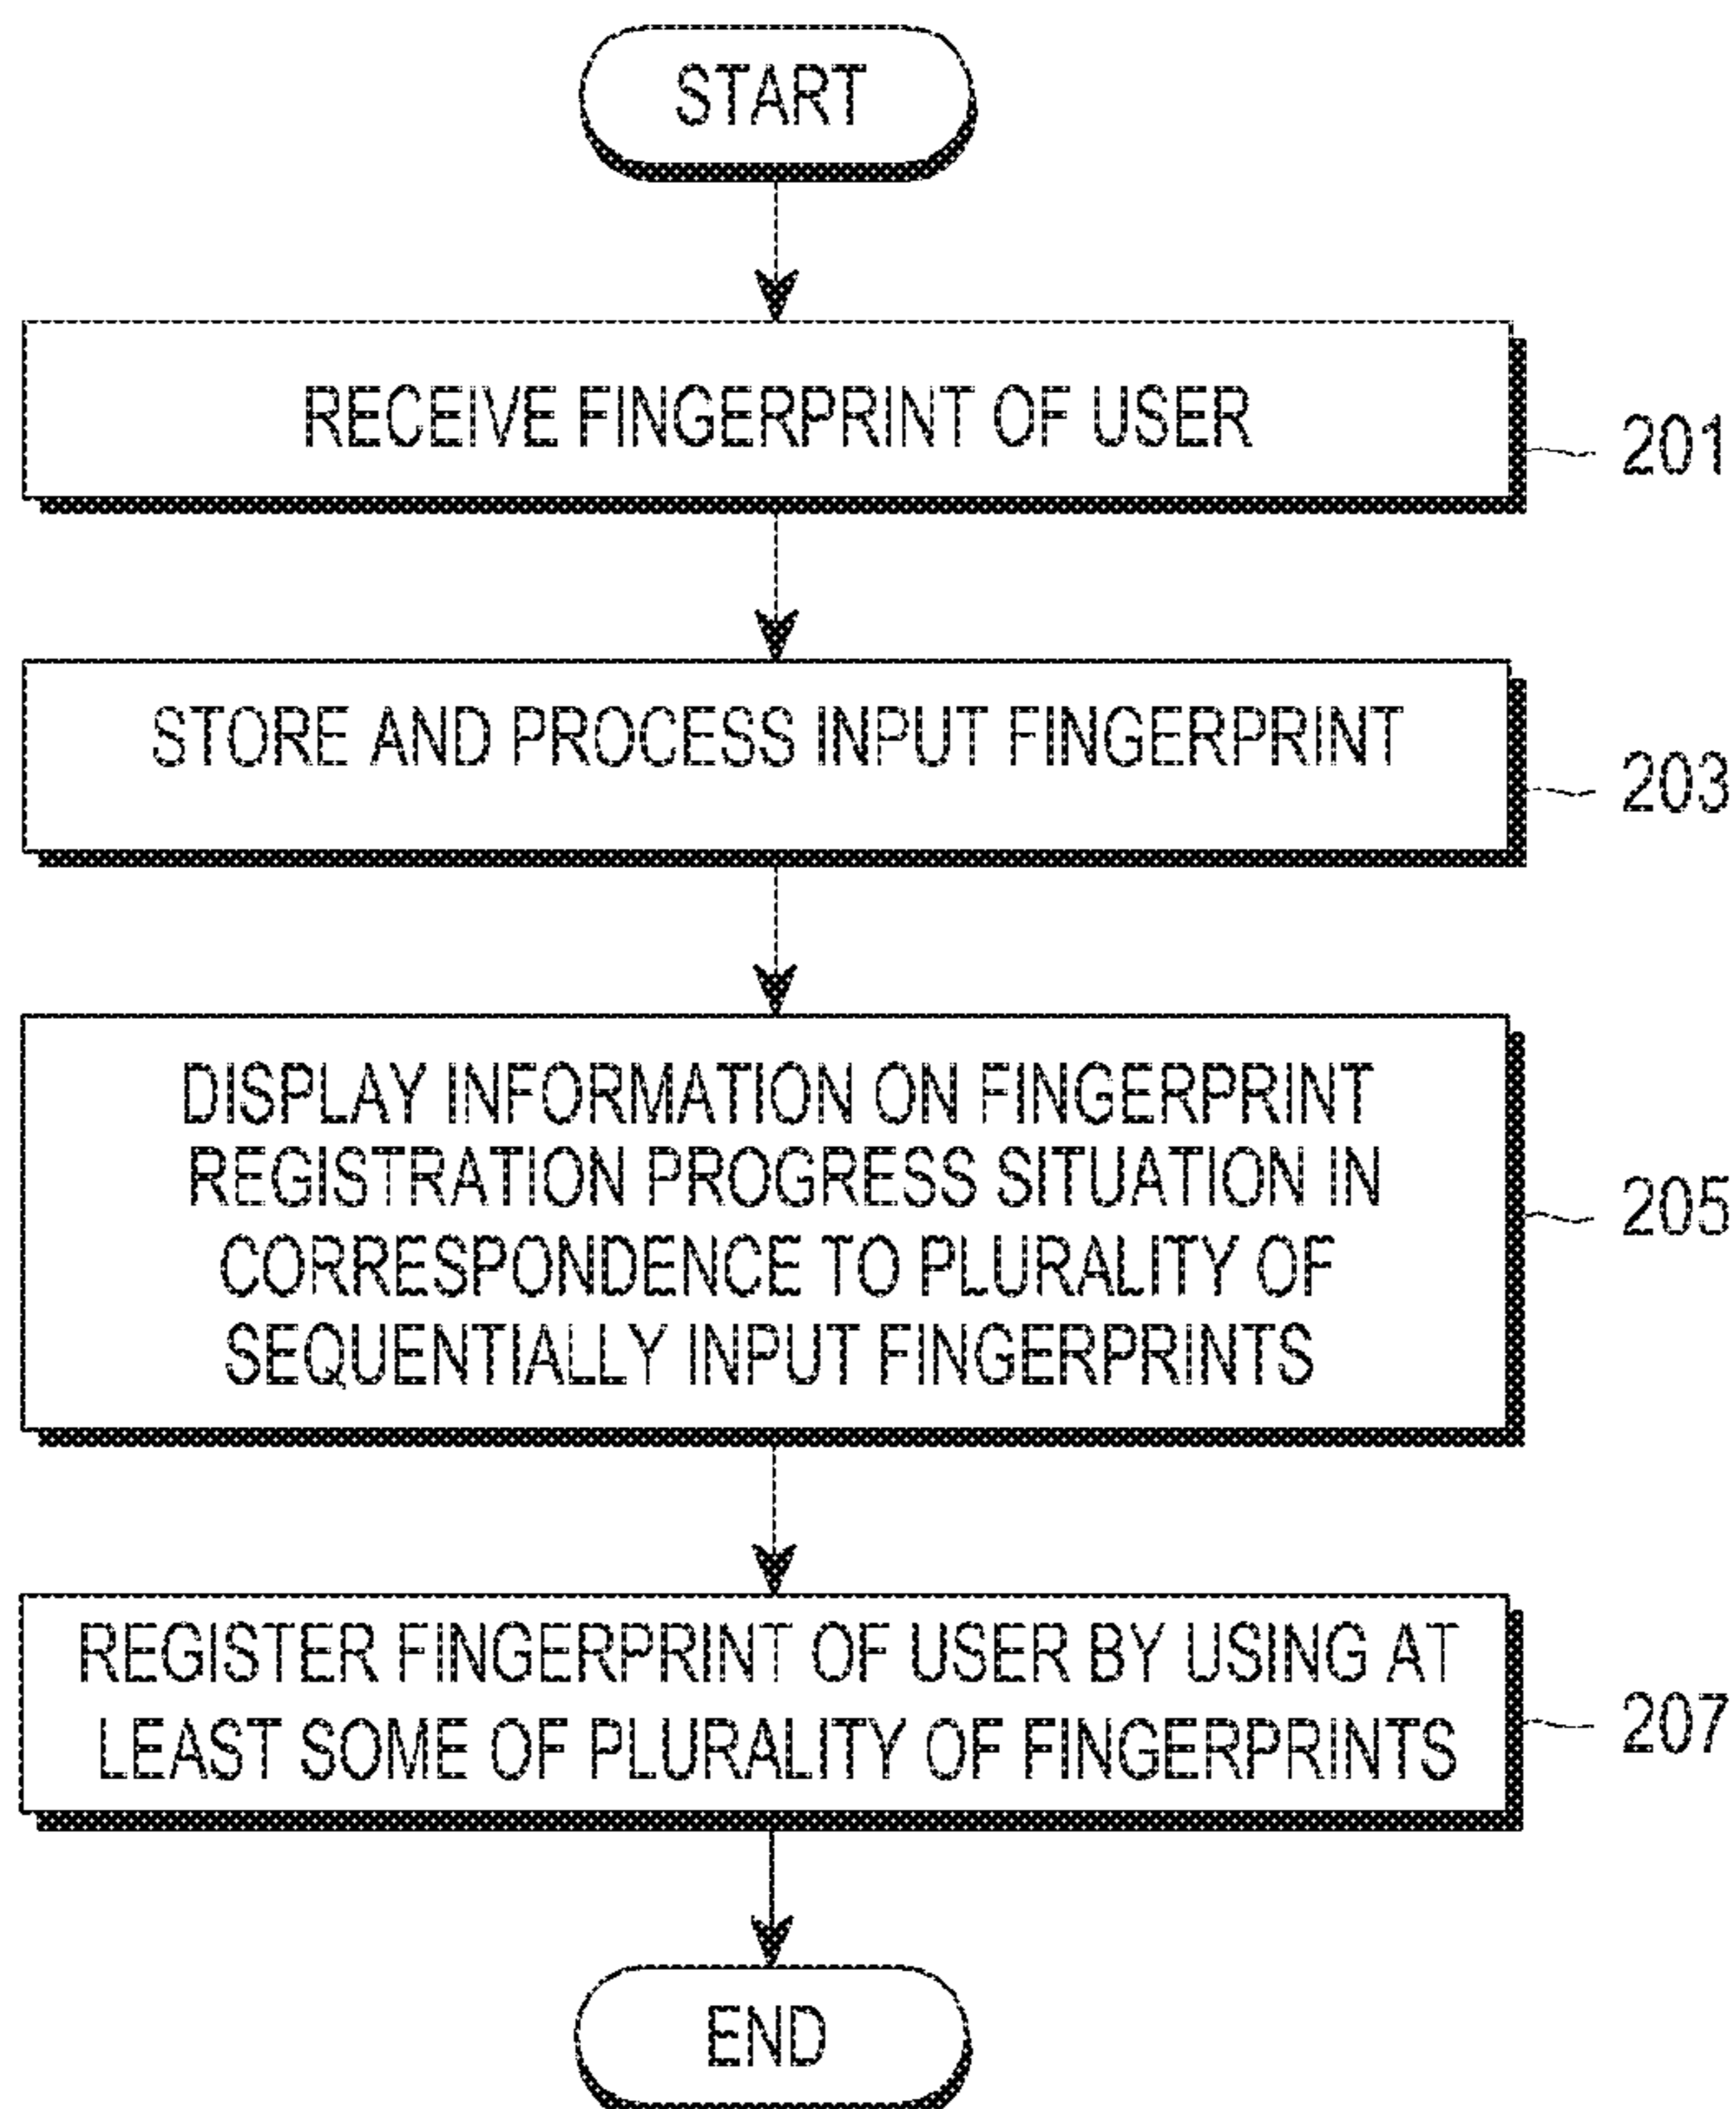 START
RECEIVE FINGERPRINT OF USER
201
STORE AND PROCESS INPUT FINGERPRINT
203
DISPLAY INFORMATION ON FINGERPRINT
REGISTRATION PROGRESS SITUATION IN
CORRESPONDENCE TO PLURALITY OF
SEQUENTIALLY INPUT FINGERPRINTS
205
REGISTER FINGERPRINT OF USER BY USING AT
LEAST SOME OF PLURALITY OF FINGERPRINTS
207
END